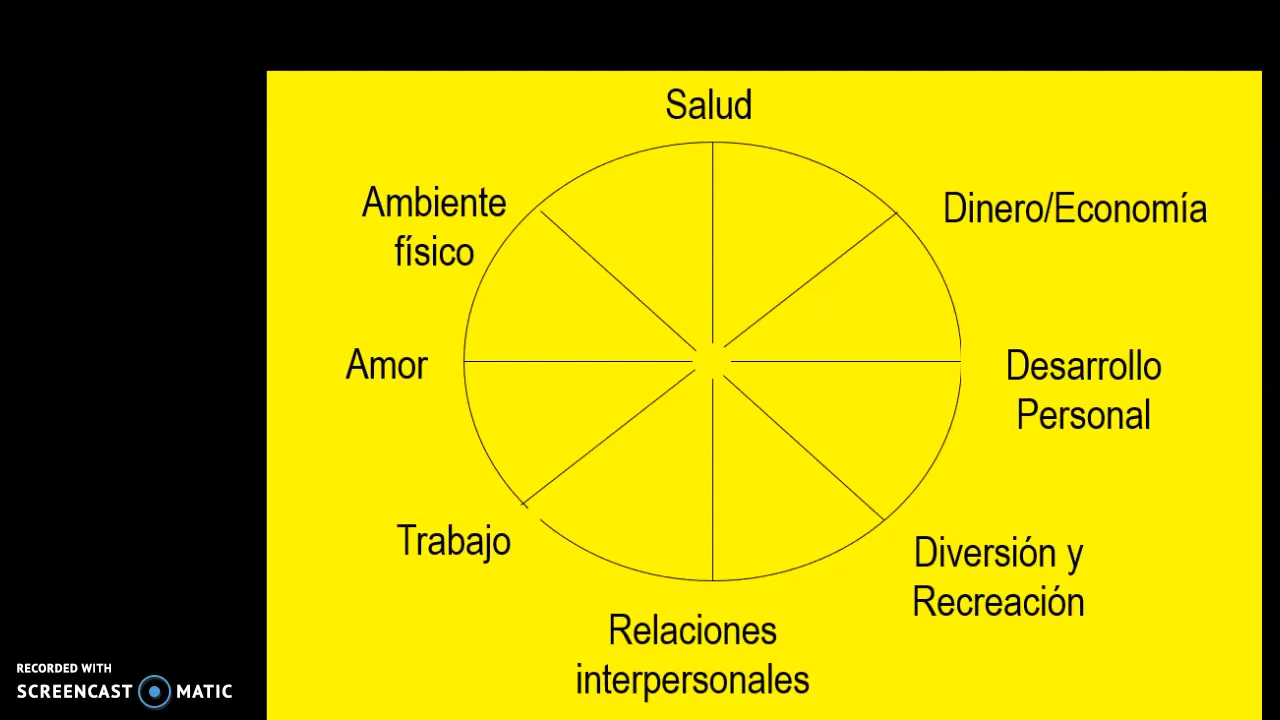 Salud
Ambiente
físico
Dinero/Economía
Amor
Desarrollo
Personal
Trabajo
Diversión y
Recreación
Relaciones
interpersonales
RECORDED WITH
SCREENCAST MATIC